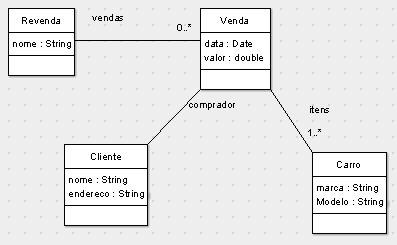 Revenda
nome : String
vendas
0..*
Venda
data : Date
valor : double
comprador
itens
1..*
Cliente
nome : String
endereco : String
Carro
marca : String
Modelo : String